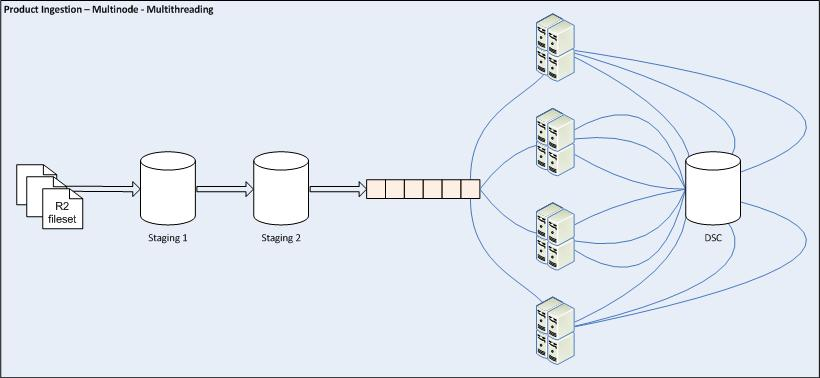 Product Ingestion – Multinode - Multithreading
R2
fileset
Staging 1
Staging 2
DSC